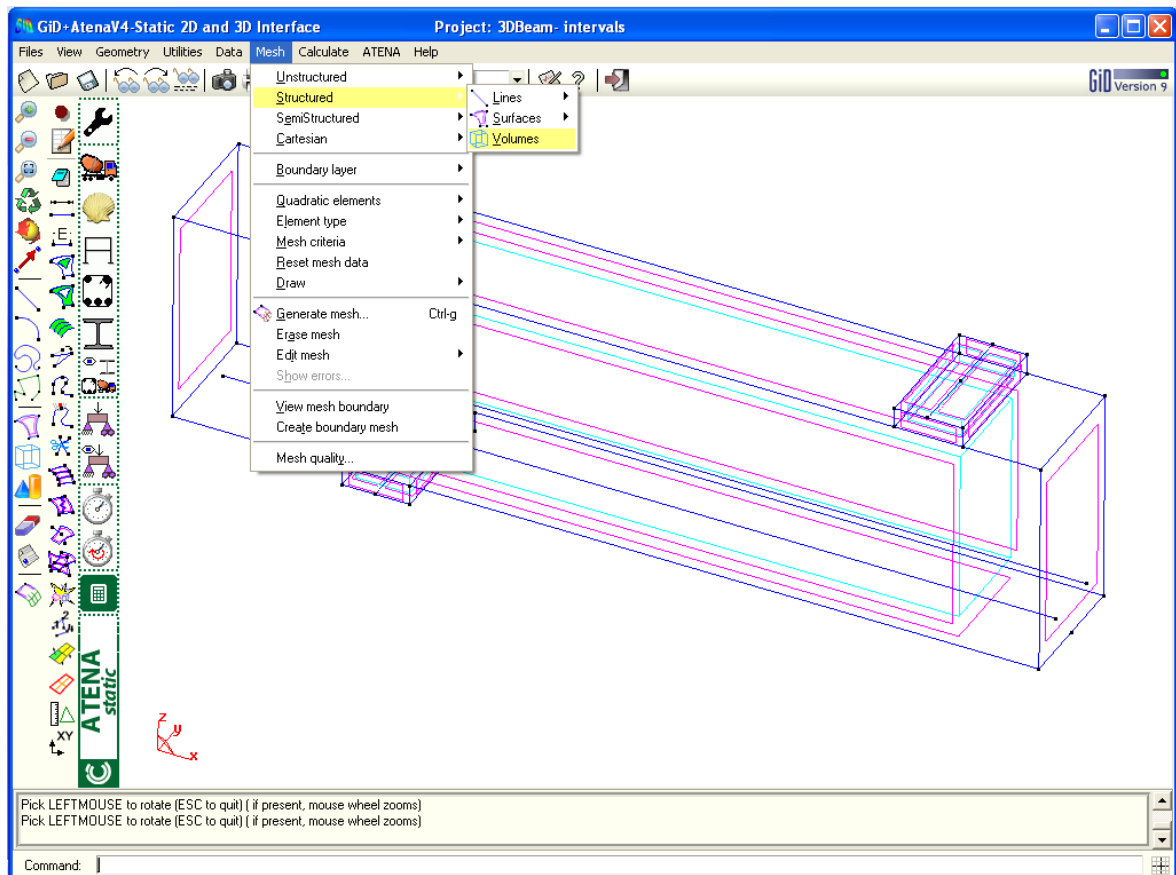 GiD+AtenaV4-Static 2D and 3D Interface Project: 3DBeam- intervals
Files View Geometry Utilities Data Mesh Calculate ATENA Help
GiD Version 9
Unstructured
Structured
SemiStructured
Cartesian
Boundary layer
Quadratic elements
Element type
Mesh criteria
Reset mesh data
Draw
Generate mesh... Ctrl-g
Erase mesh
Edit mesh
Show errors...
View mesh boundary
Create boundary mesh
Mesh quality...
Lines
Surfaces
Volumes
E
2
XY
ATENA
static
z
y
x
Pick LEFTMOUSE to rotate (ESC to quit) ( if present, mouse wheel zooms)
Pick LEFTMOUSE to rotate (ESC to quit) ( if present, mouse wheel zooms)
Command: